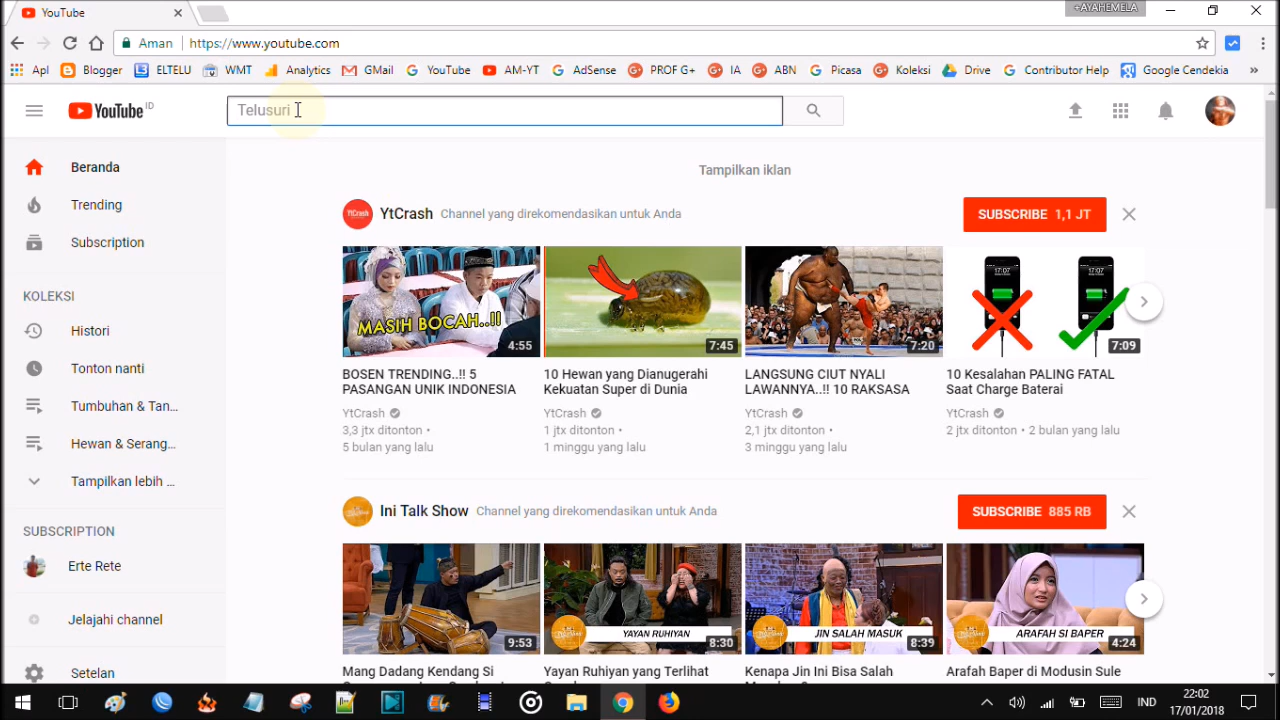 YouTube
+AYAHEMELA
Aman https://www.youtube.com
Apl Blogger ELTELU WMT Analytics GMail YouTube AM-YT AdSense PROF G+ IA ABN Picasa Koleksi Drive Contributor Help Google Cendekia »
YouTube ID
Telusuri
Beranda
Trending
Subscription
KOLEKSI
Histori
Tonton nanti
Tumbuhan & Tan...
Hewan & Serang...
Tampilkan lebih ...
SUBSCRIPTION
Erte Rete
Jelajahi channel
Setelan
Tampilkan iklan
YtCrash
YtCrash Channel yang direkomendasikan untuk Anda
SUBSCRIBE 1,1 JT
MASIH BOCAH..!!
4:55
7:45
7:20
17:07
17:07
7:09
BOSEN TRENDING..!! 5
PASANGAN UNIK INDONESIA
YtCrash
3,3 jtx ditonton •
5 bulan yang lalu
10 Hewan yang Dianugerahi
Kekuatan Super di Dunia
YtCrash
1 jtx ditonton •
1 minggu yang lalu
LANGSUNG CIUT NYALI
LAWANNYA..!! 10 RAKSASA
YtCrash
2,1 jtx ditonton •
3 minggu yang lalu
10 Kesalahan PALING FATAL
Saat Charge Baterai
YtCrash
2 jtx ditonton • 2 bulan yang lalu
Ini Talk Show Channel yang direkomendasikan untuk Anda
SUBSCRIBE 885 RB
9:53
YAYAN RUHIYAN
8:30
JIN SALAH MASUK
8:39
ARAFAH SI BAPER
4:24
Mang Dadang Kendang Si
Yayan Ruhiyan yang Terlihat
Kenapa Jin Ini Bisa Salah
Arafah Baper di Modusin Sule
IND
22:02
17/01/2018